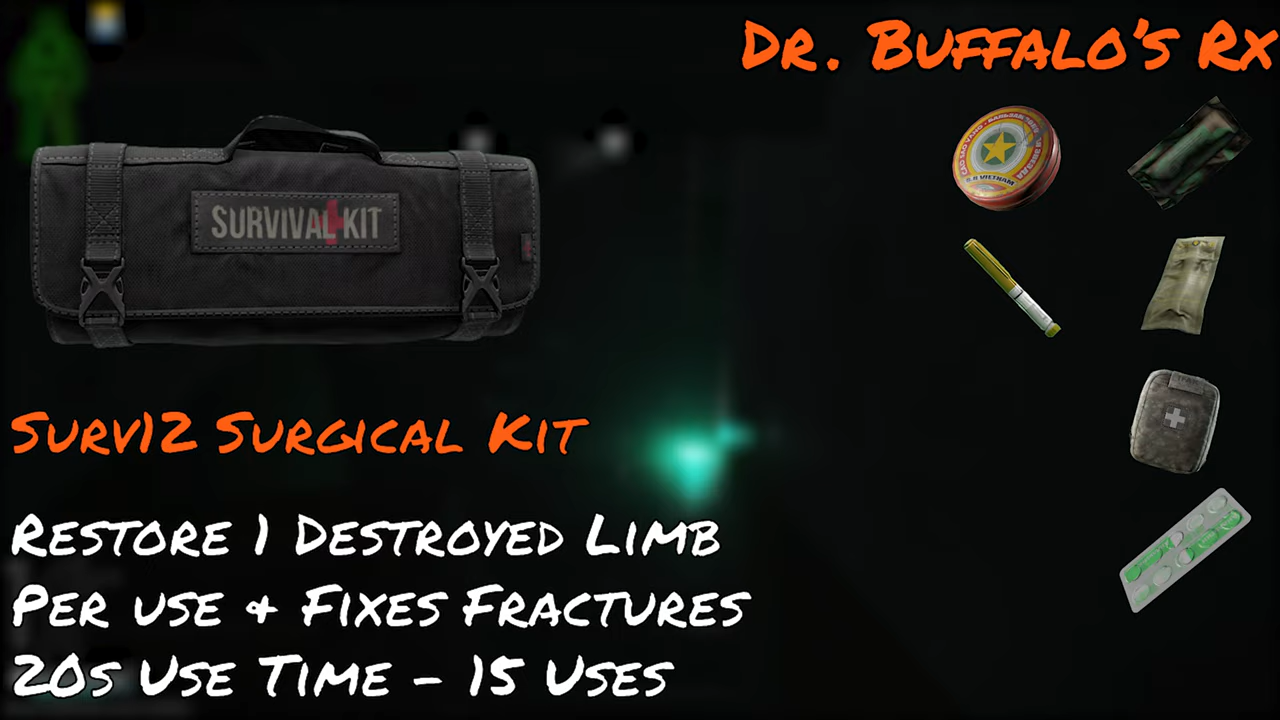 Dr. Buffalo's Rx
SURVIVAL KIT
Surv12 Surgical Kit
Restore 1 Destroyed Limb
Per use & Fixes Fractures
20s Use Time - 15 Uses